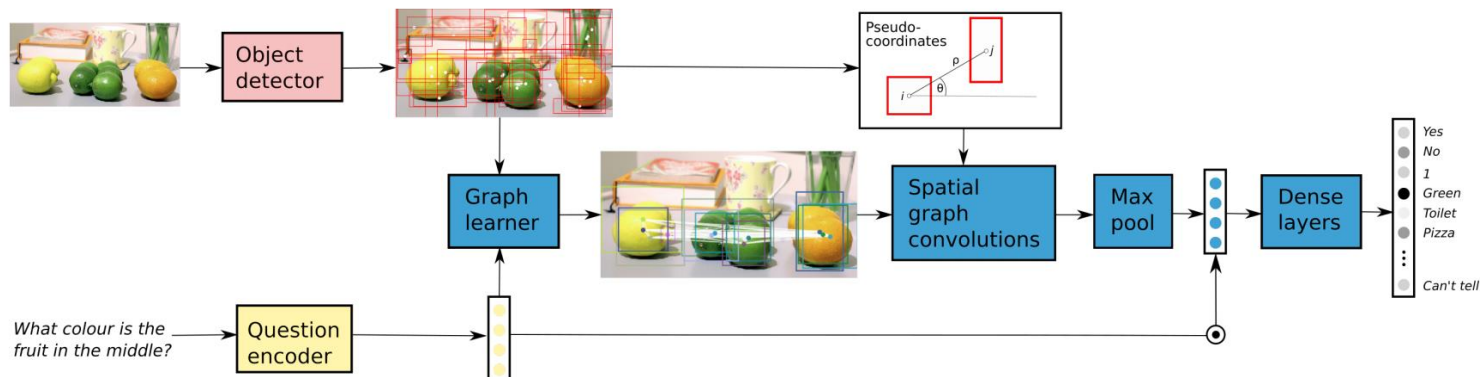 Object
detector
Pseudo-
coordinates
ρ
j
i
θ
Graph
learner
Spatial
graph
convolutions
Max
pool
Dense
layers
Yes
No
1
Green
Toilet
Pizza
Can't tell
What colour is the
fruit in the middle?
Question
encoder